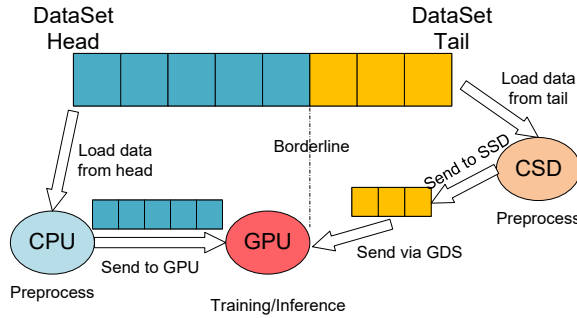 DataSet
Head
DataSet
Tail
Load data
from tail
Load data
from head
Borderline
Send to SSD
CSD
Preprocess
CPU
GPU
Send to GPU
Send via GDS
Preprocess
Training/Inference